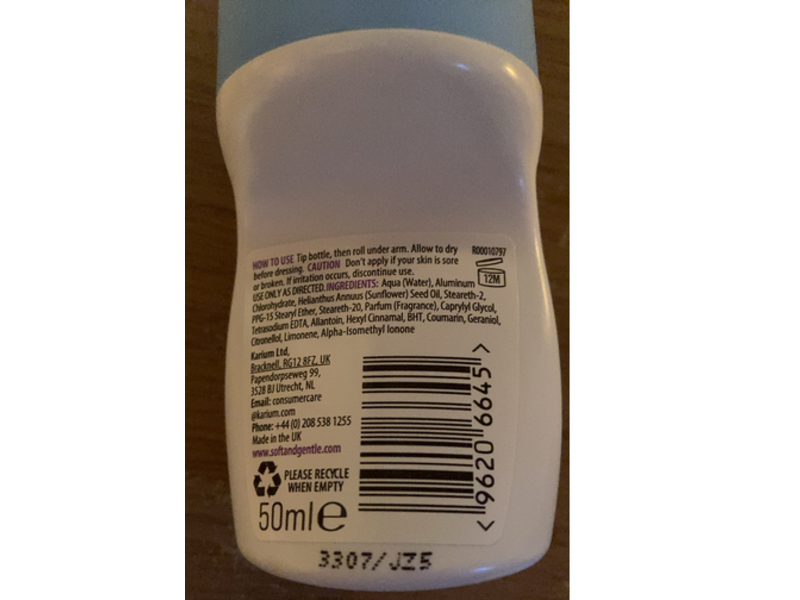 HOW TO USE Tip bottle, then roll under arm. Allow to dry
before dressing. CAUTION Don't apply if your skin is sore
or broken. If irritation occurs, discontinue use.
USE ONLY AS DIRECTED. INGREDIENTS: Aqua (Water), Aluminum
Chlorohydrate, Helianthus Annuus (Sunflower) Seed Oil, Steareth-2,
PPG-15 Stearyl Ether, Steareth-20, Parfum (Fragrance), Caprylyl Glycol,
Tetrasodium EDTA, Allantoin, Hexyl Cinnamal, BHT, Coumarin, Geraniol,
Citronellol, Limonene, Alpha-Isomethyl Ionone
R00010797
12M
Karium Ltd,
Bracknell, RG12 8FZ, UK
Papendorpseweg 99,
3528 BJ Utrecht, NL
Email: consumercare
@karium.com
Phone: +44 (0) 208 538 1255
Made in the UK
www.softandgentle.com
PLEASE RECYCLE
WHEN EMPTY
50ml e
< 9620 6645 >
3307/JZ5